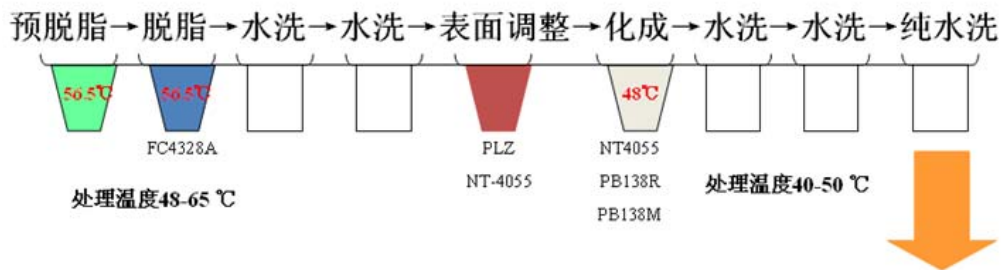 预脱脂→脱脂→水洗→水洗→表面调整→化成→水洗→水洗→纯水洗
56.5℃ 56.5℃ 48℃
FC4328A PLZ NT4055
NT-4055 PB138R
处理温度48-65 ℃ 处理温度40-50 ℃
PB138M